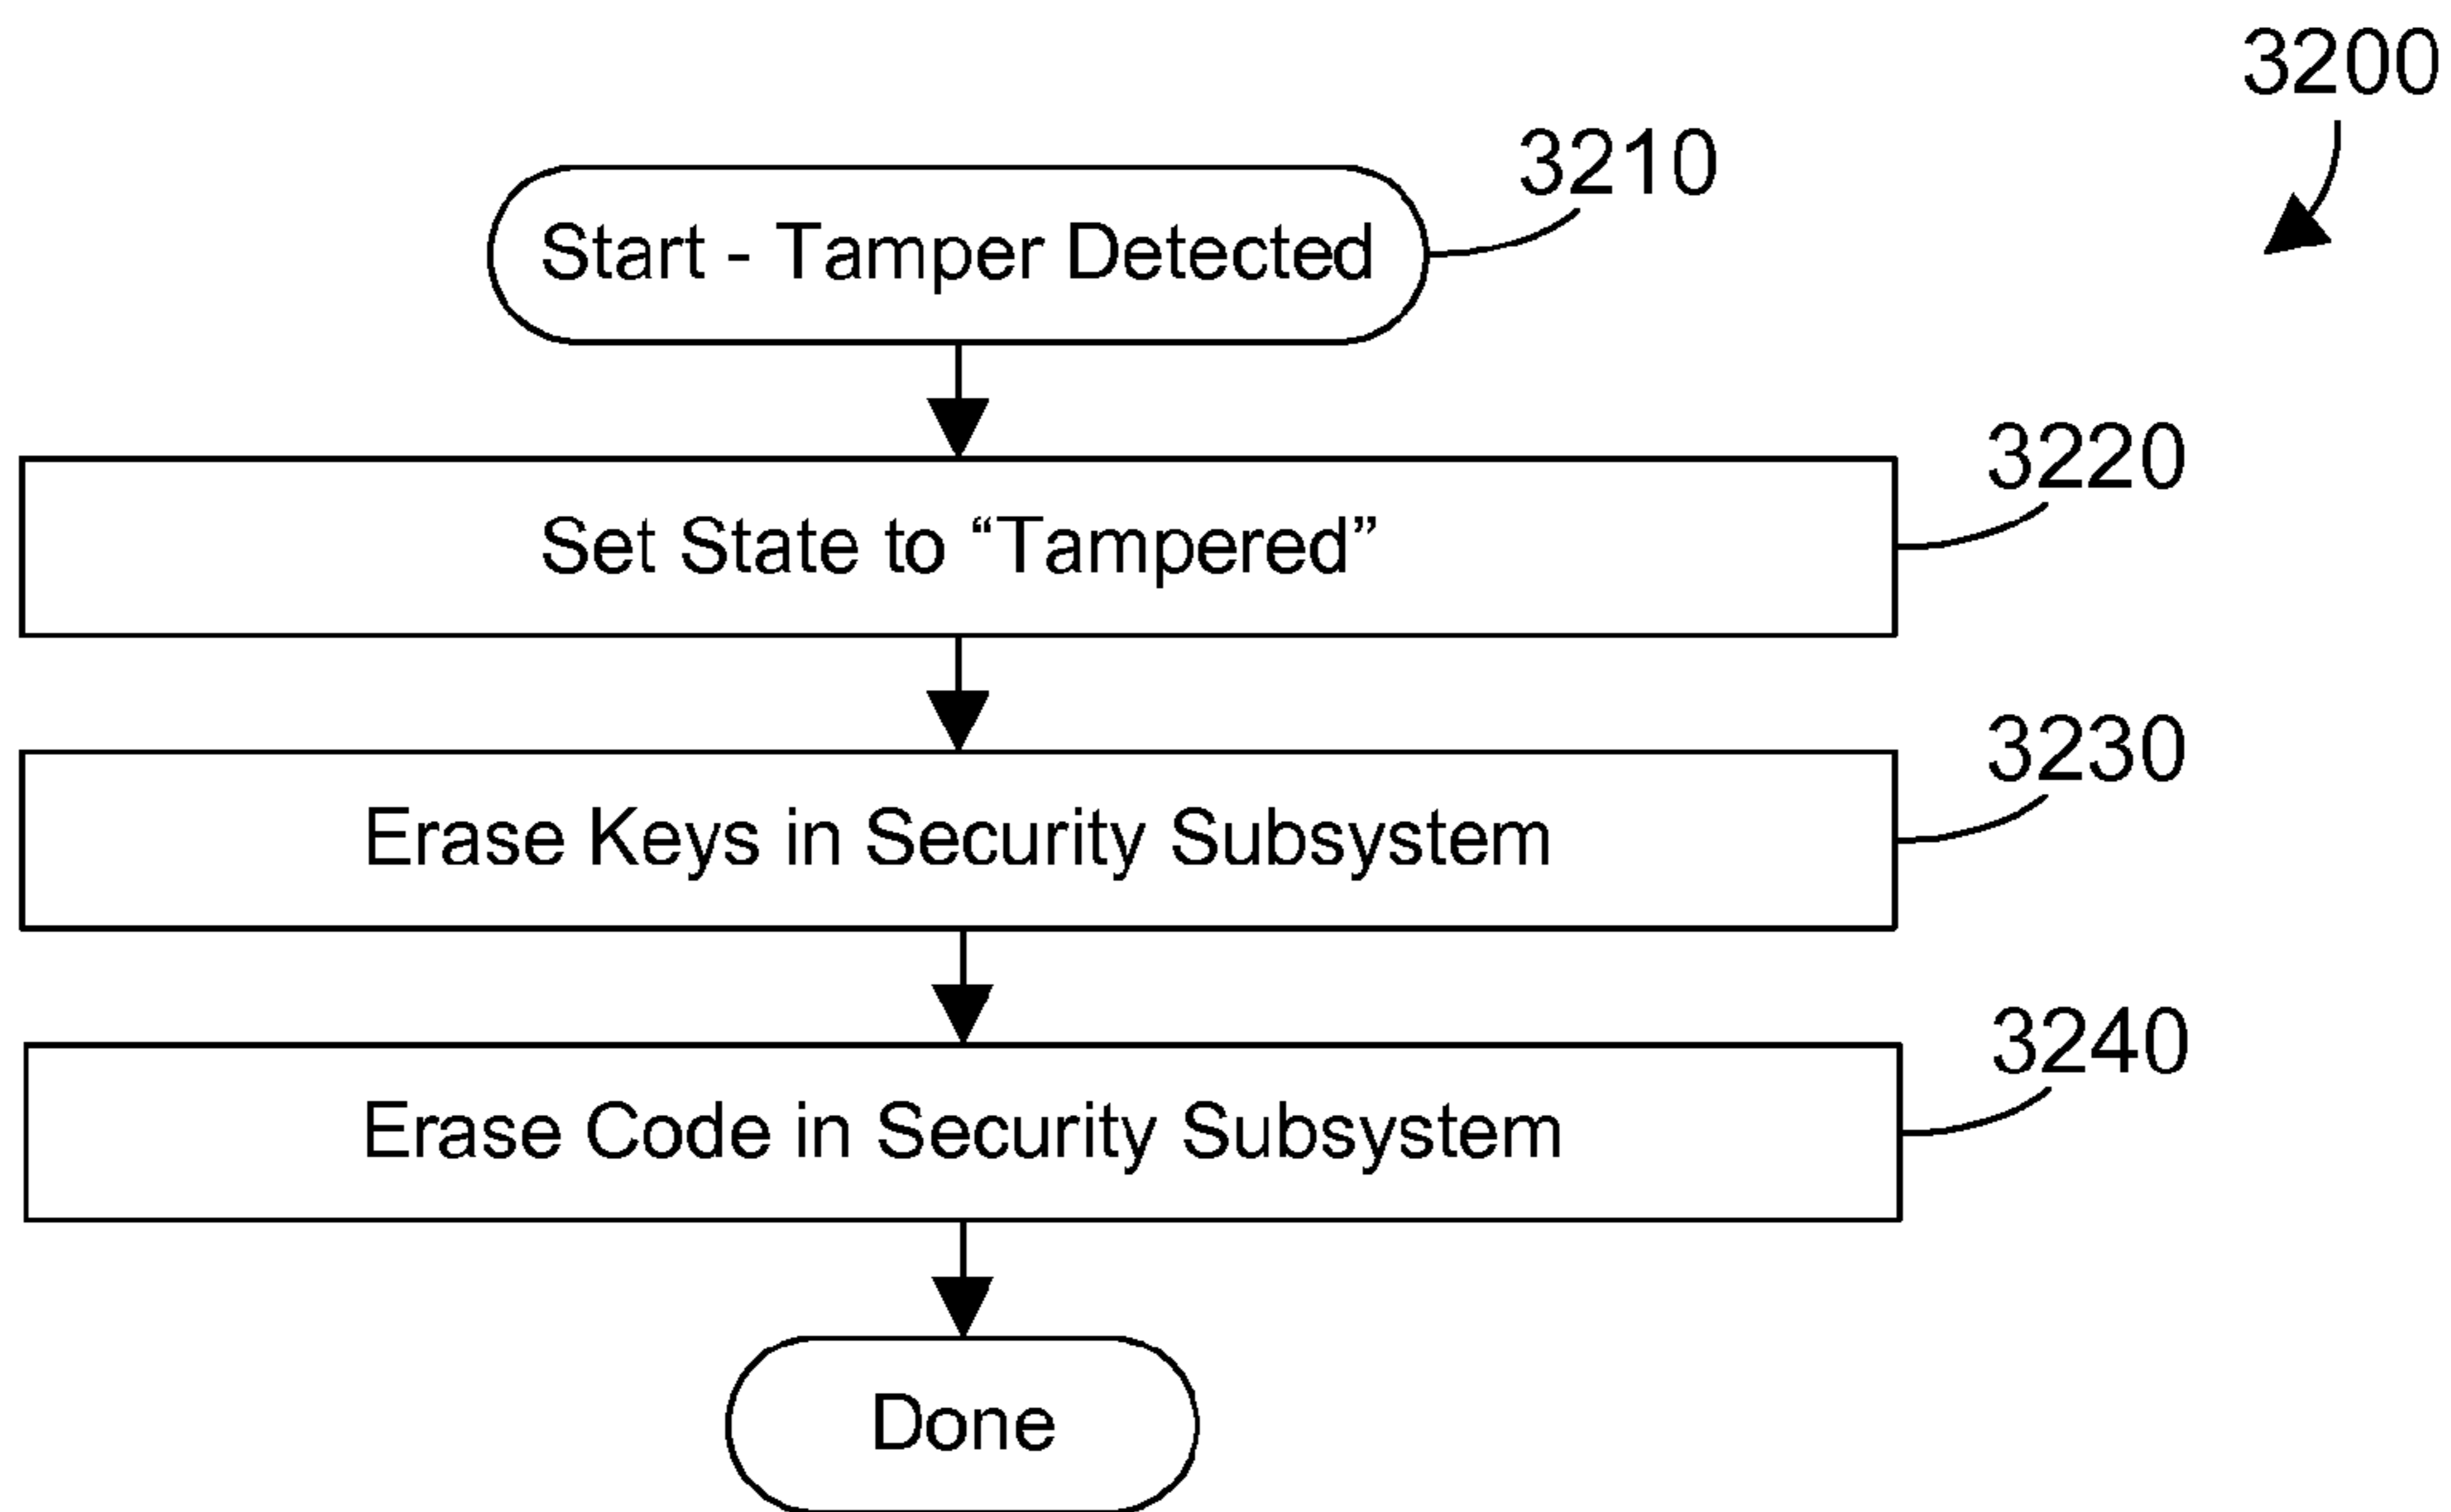 3200
3210
Start - Tamper Detected
3220
Set State to “Tampered”
3230
Erase Keys in Security Subsystem
3240
Erase Code in Security Subsystem
Done